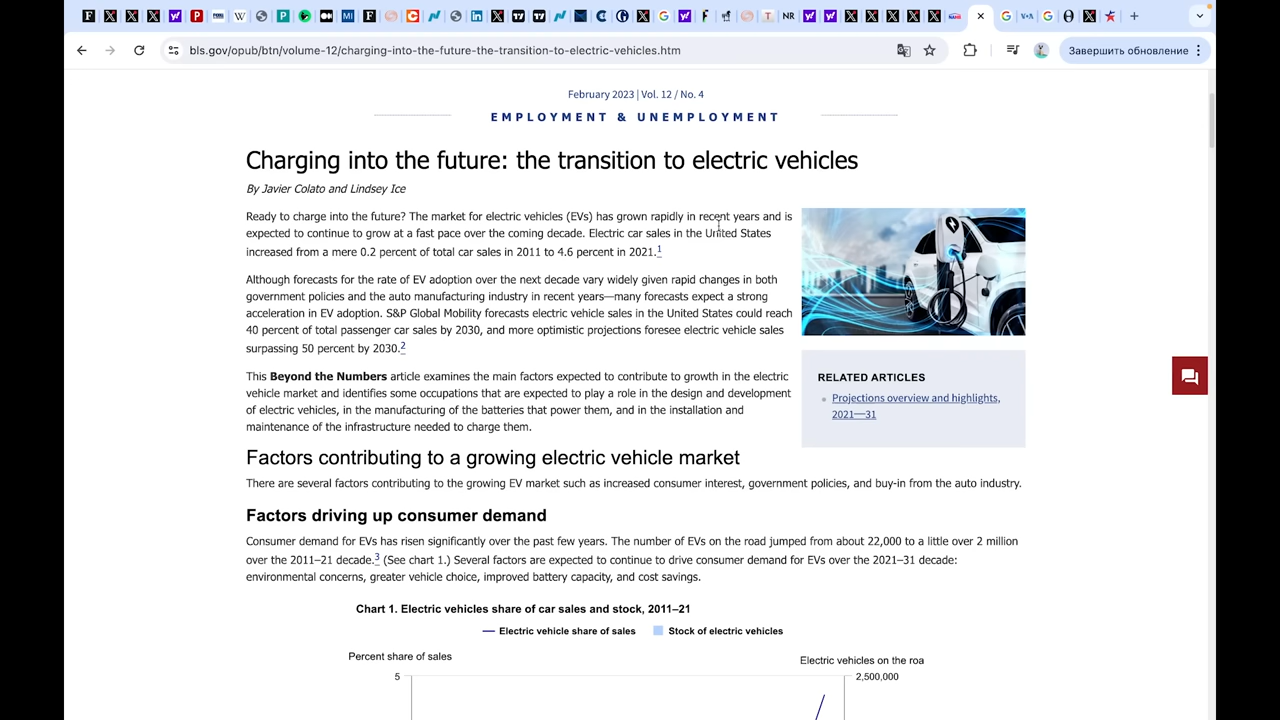 bls.gov/opub/btn/volume-12/charging-into-the-future-the-transition-to-electric-vehicles.htm
Завершить обновление
February 2023 | Vol. 12 / No. 4
EMPLOYMENT & UNEMPLOYMENT
Charging into the future: the transition to electric vehicles
By Javier Colato and Lindsey Ice
Ready to charge into the future? The market for electric vehicles (EVs) has grown rapidly in recent years and is
expected to continue to grow at a fast pace over the coming decade. Electric car sales in the United States
increased from a mere 0.2 percent of total car sales in 2011 to 4.6 percent in 2021.1
Although forecasts for the rate of EV adoption over the next decade vary widely given rapid changes in both
government policies and the auto manufacturing industry in recent years—many forecasts expect a strong
acceleration in EV adoption. S&P Global Mobility forecasts electric vehicle sales in the United States could reach
40 percent of total passenger car sales by 2030, and more optimistic projections foresee electric vehicle sales
surpassing 50 percent by 2030.2
This Beyond the Numbers article examines the main factors expected to contribute to growth in the electric
vehicle market and identifies some occupations that are expected to play a role in the design and development
of electric vehicles, in the manufacturing of the batteries that power them, and in the installation and
maintenance of the infrastructure needed to charge them.
RELATED ARTICLES
Projections overview and highlights,
2021—31
Factors contributing to a growing electric vehicle market
There are several factors contributing to the growing EV market such as increased consumer interest, government policies, and buy-in from the auto industry.
Factors driving up consumer demand
Consumer demand for EVs has risen significantly over the past few years. The number of EVs on the road jumped from about 22,000 to a little over 2 million
over the 2011–21 decade.3 (See chart 1.) Several factors are expected to continue to drive consumer demand for EVs over the 2021–31 decade:
environmental concerns, greater vehicle choice, improved battery capacity, and cost savings.
Chart 1. Electric vehicles share of car sales and stock, 2011–21
Electric vehicle share of sales
Stock of electric vehicles
Percent share of sales
Electric vehicles on the roa
5
2,500,000